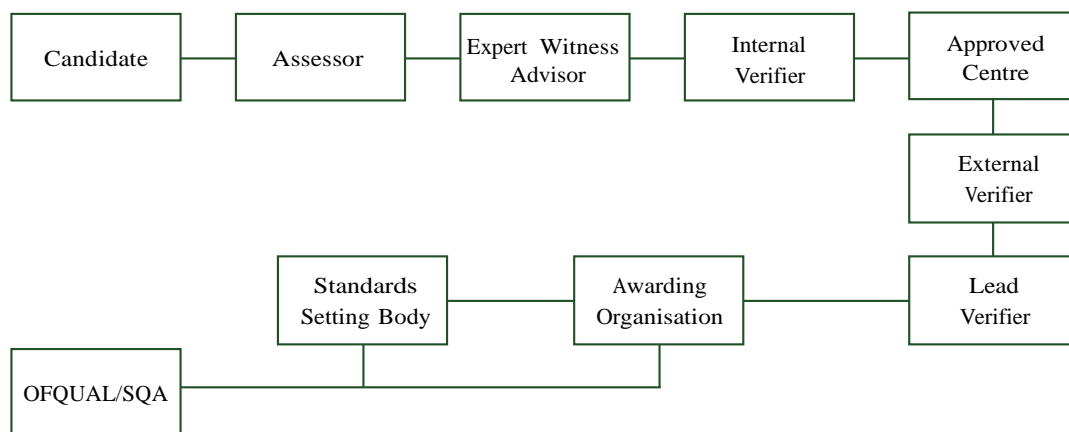 Candidate
Assessor
Expert Witness
Advisor
Internal
Verifier
Approved
Centre
External
Verifier
Lead
Verifier
Awarding
Organisation
Standards
Setting Body
OFQUAL/SQA